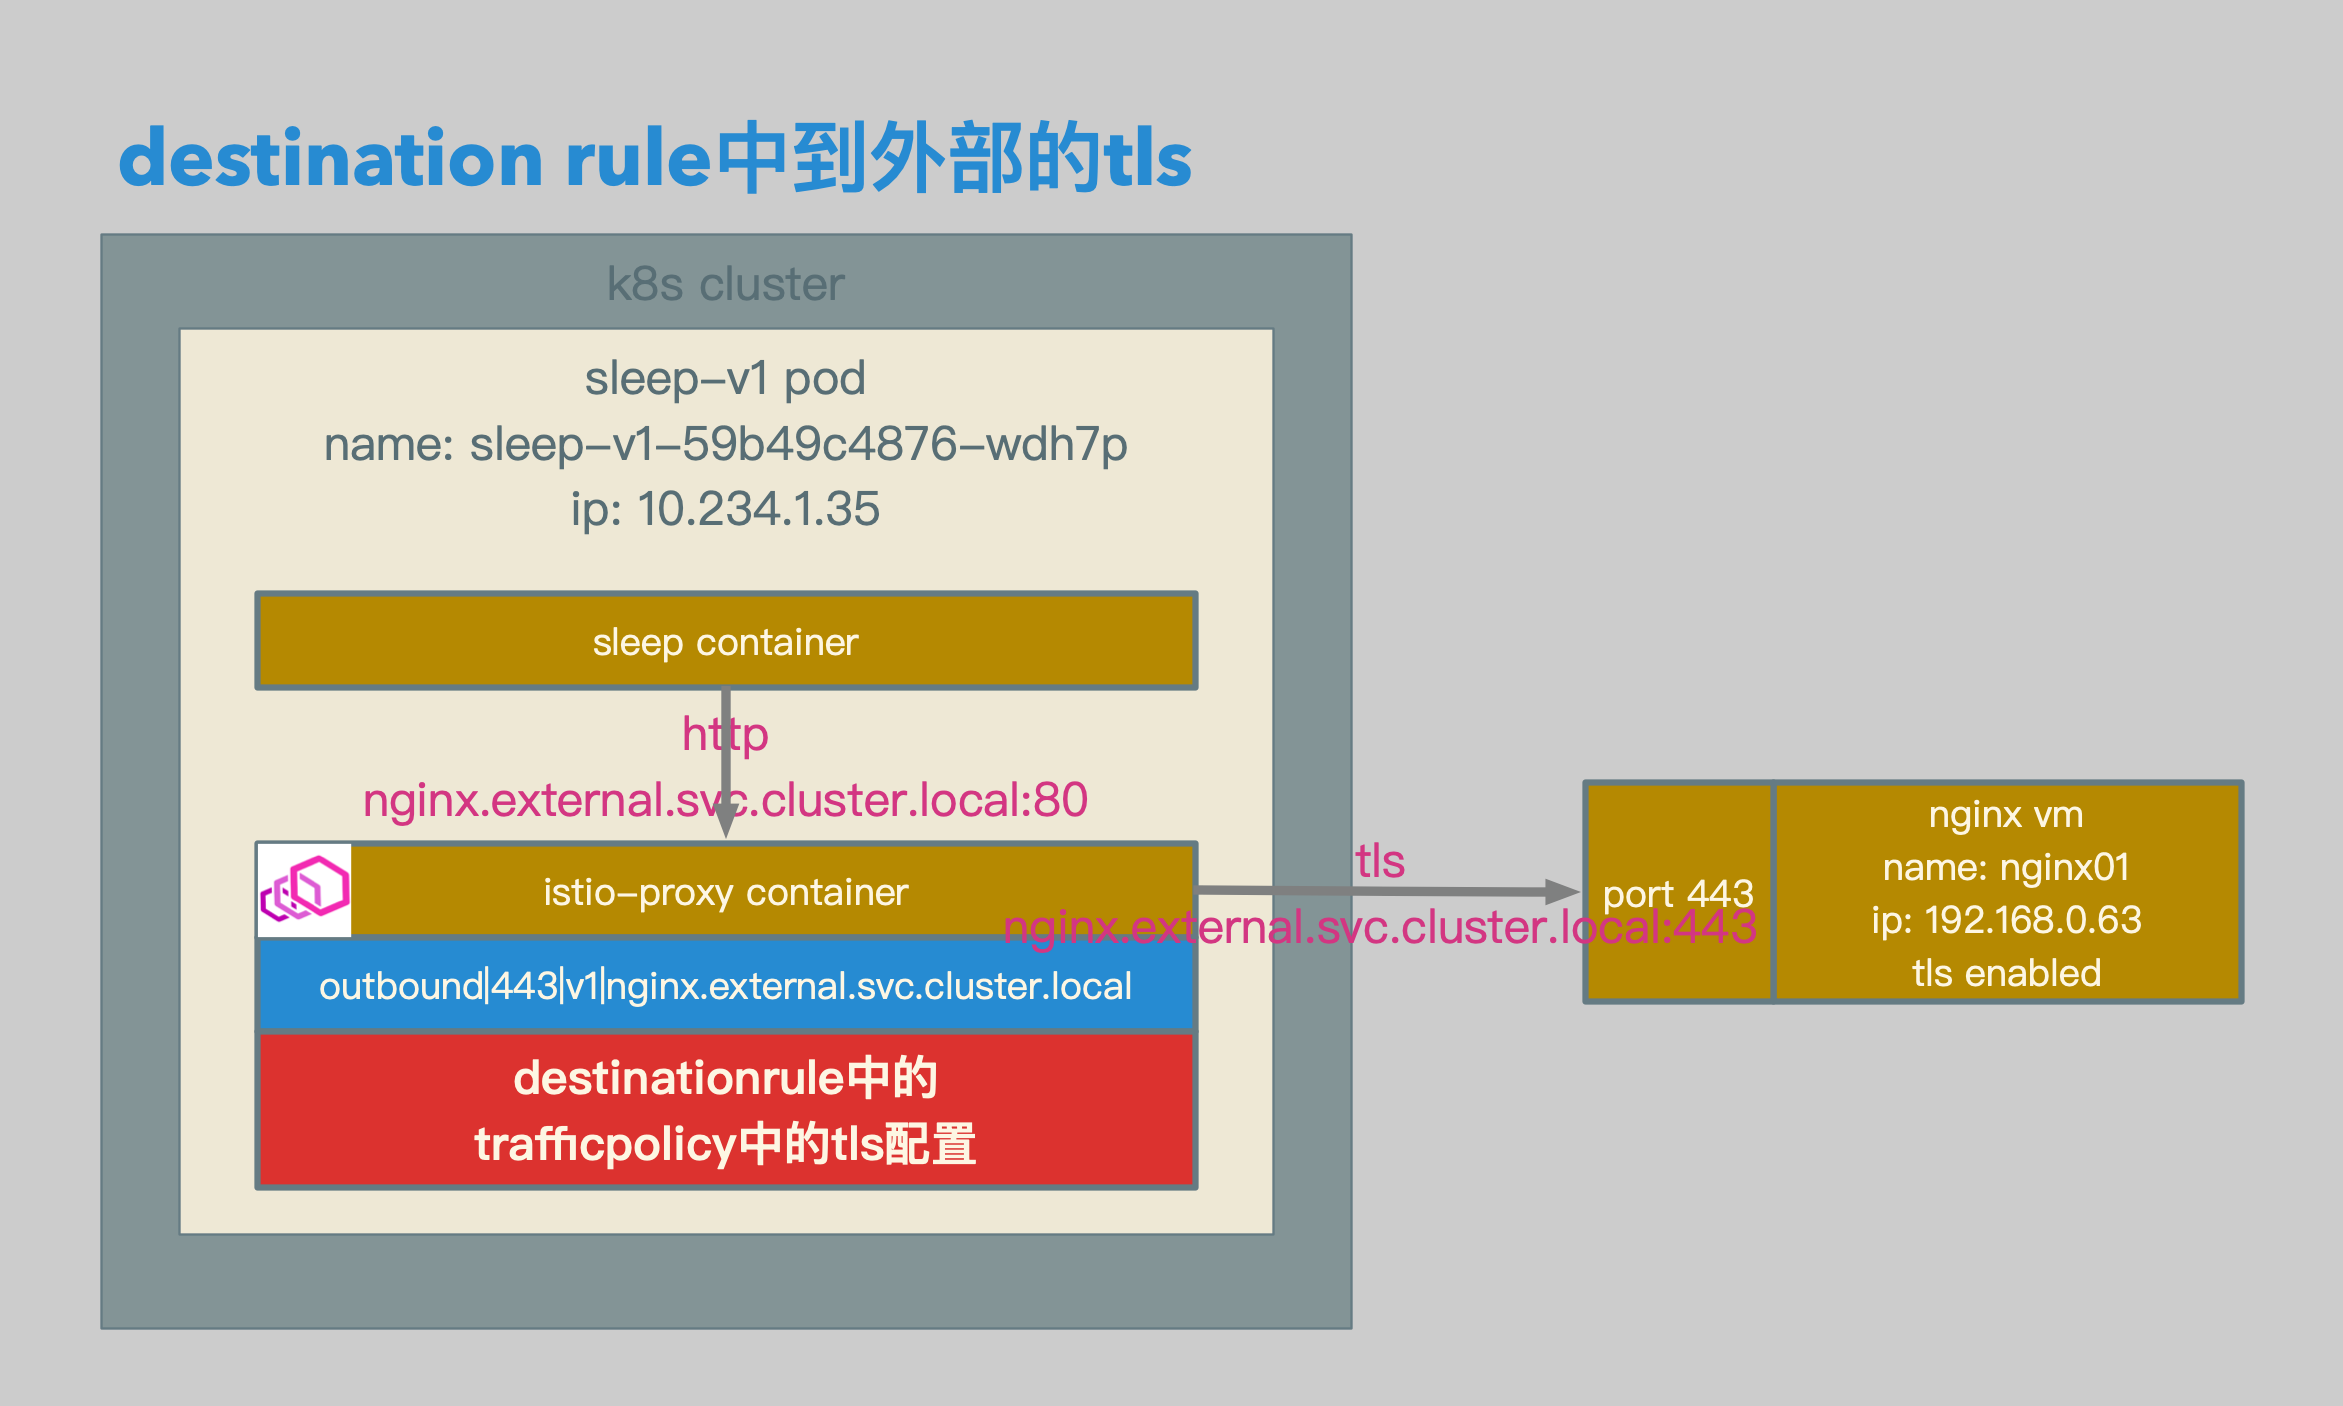 destination rule中到外部的tls
k8s cluster
sleep-v1 pod
name: sleep-v1-59b49c4876-wdh7p
ip: 10.234.1.35
sleep container
http
nginx.external.svc.cluster.local:80
istio-proxy container
outbound|443|v1|nginx.external.svc.cluster.local
destinationrule中的
trafficpolicy中的tls配置
tls
nginx.external.svc.cluster.local:443
port 443
nginx vm
name: nginx01
ip: 192.168.0.63
tls enabled